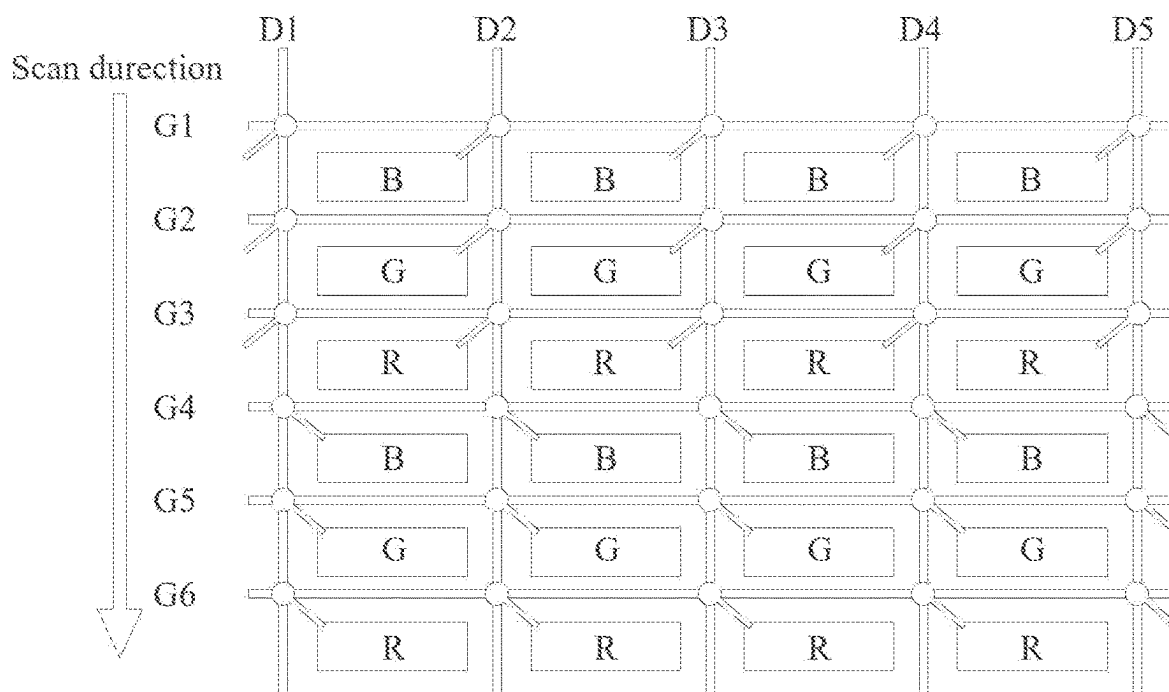 D1 D2 D3 D4 D5
Scan durection
G1
B B B B
G2
G G G G
G3
R R R R
G4
B B B B
G5
G G G G
G6
R R R R